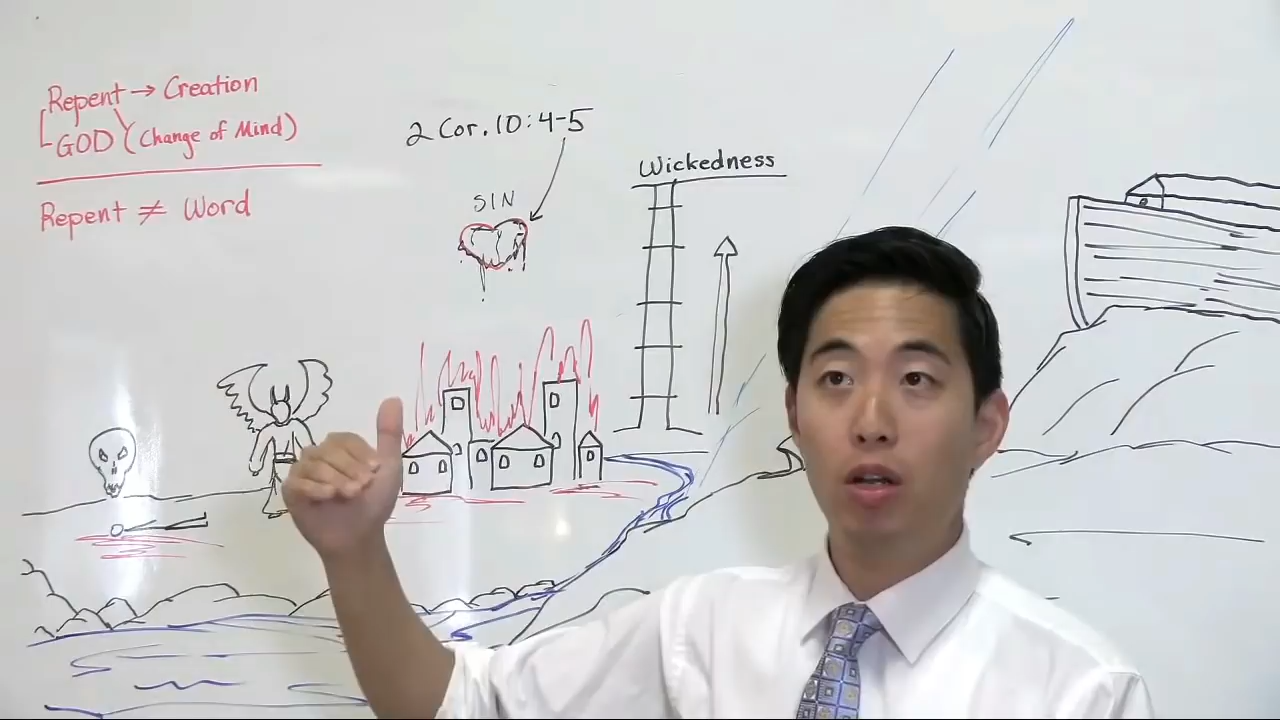 Repent → Creation
GOD (Change of Mind)
Repent ≠ Word
2 Cor. 10:4-5
SIN
Wickedness